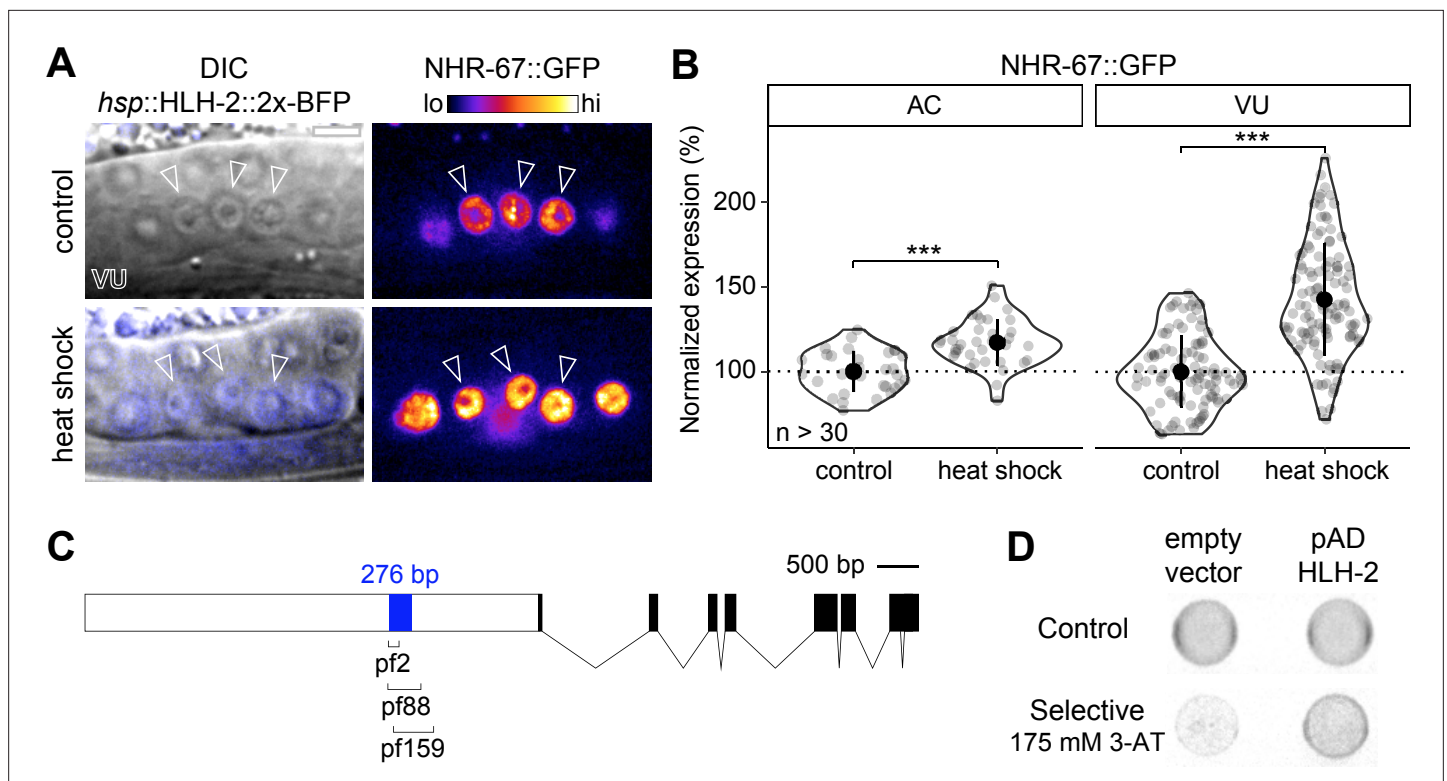 A
DIC
hsp::HLH-2::2x-BFP
NHR-67::GFP
lo hi
control
VU
heat shock
B
NHR-67::GFP
AC VU
Normalized expression (%)
200
150
100
***
***
n > 30
control heat shock control heat shock
C
276 bp
500 bp
pf2
pf88
pf159
D
empty vector
pAD HLH-2
Control
Selective
175 mM 3-AT